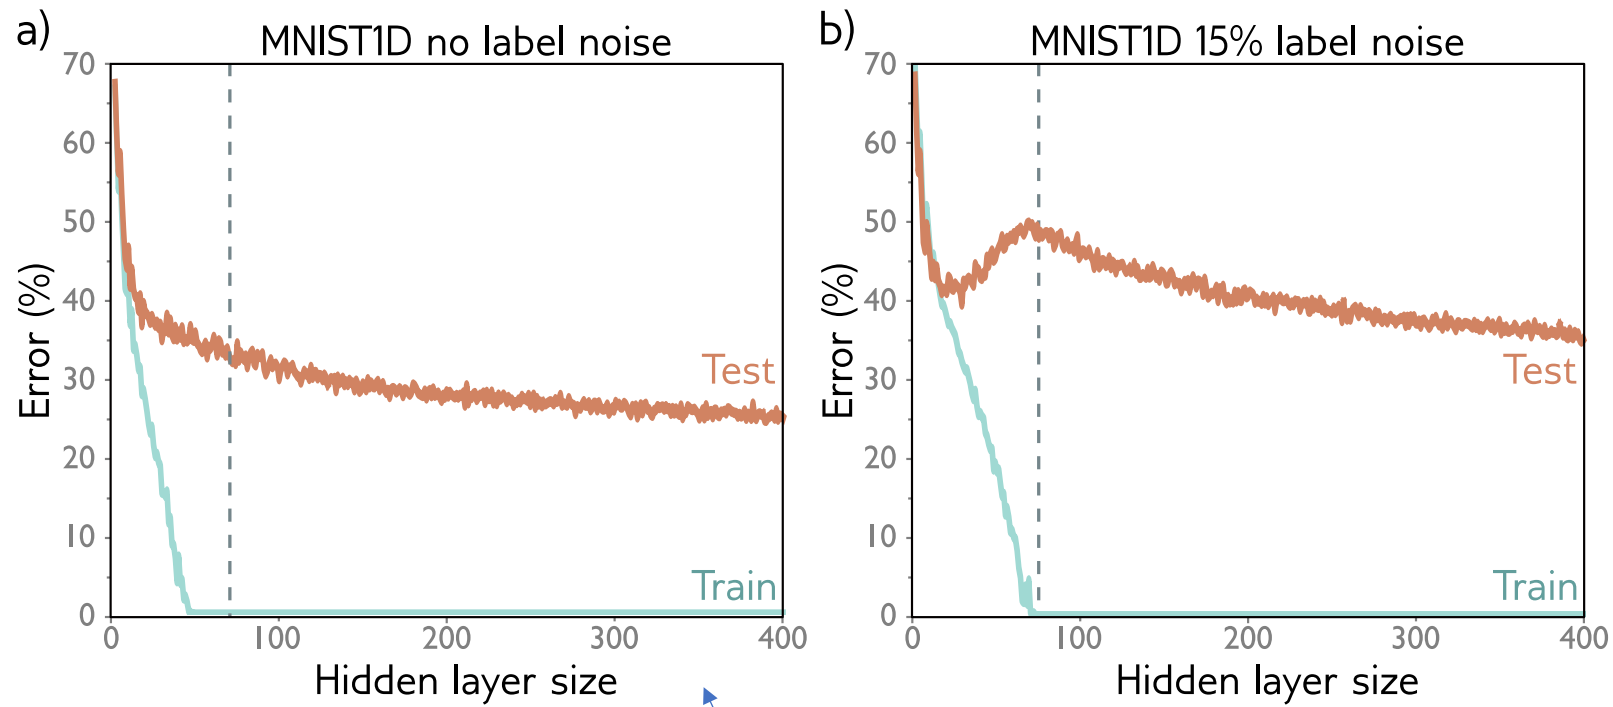 a) MNIST1D no label noise
70
60
50
40
30
20
10
0
Error (%)
Test
Train
0 100 200 300 400
Hidden layer size
b) MNIST1D 15% label noise
70
60
50
40
30
20
10
0
Error (%)
Test
Train
0 100 200 300 400
Hidden layer size